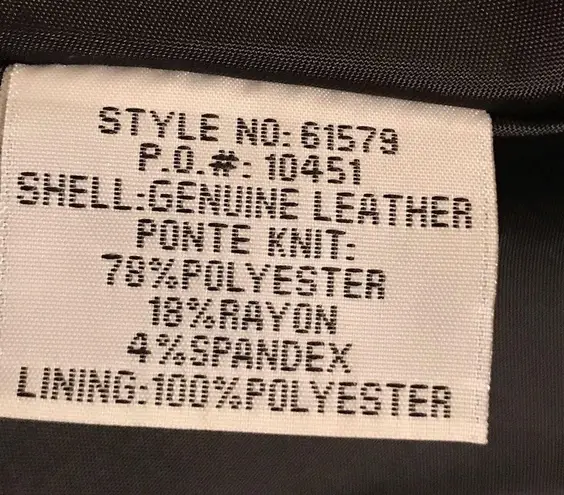 STYLE NO: 61579
P.O.#: 10451
SHELL:GENUINE LEATHER
PONTE KNIT:
78%POLYESTER
18%RAYON
4%SPANDEX
LINING:100%POLYESTER